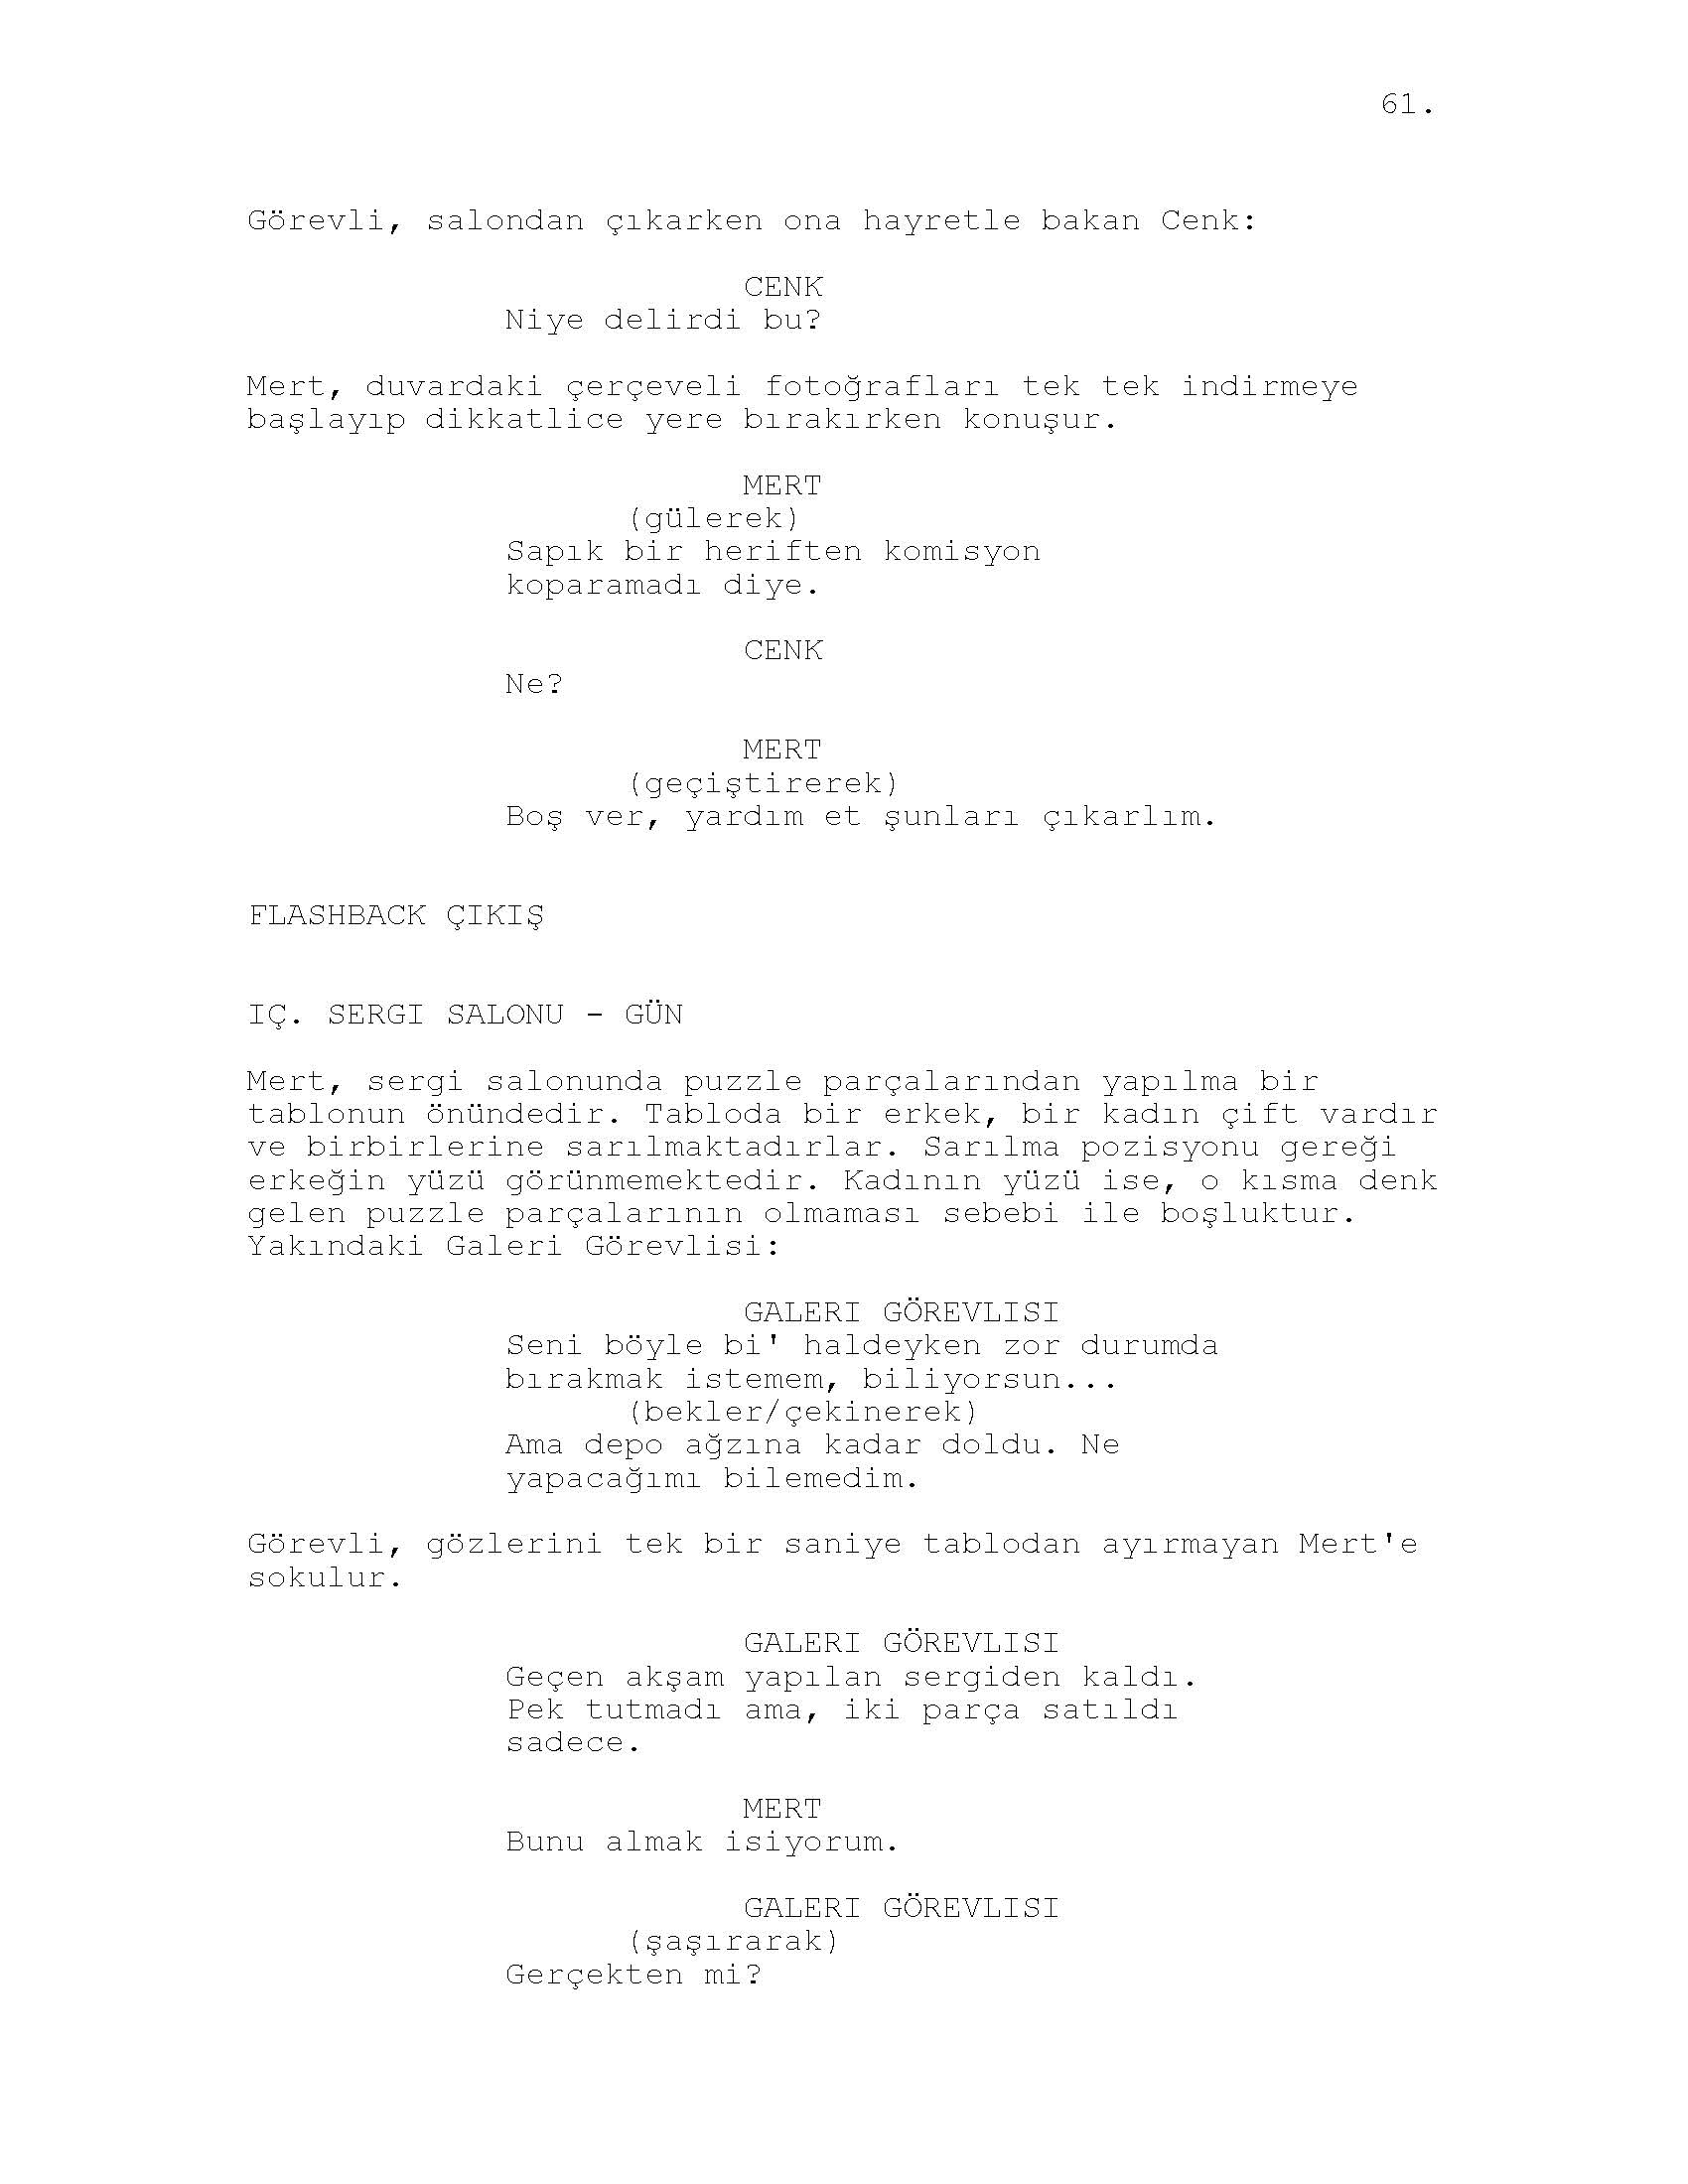 61.
Görevli, salondan çıkarken ona hayretle bakan Cenk:
CENK
Niye delirdi bu?
Mert, duvardaki çerçeveli fotoğrafları tek tek indirmeye
başlayıp dikkatlice yere bırakırken konuşur.
MERT
(gülerek)
Sapık bir heriften komisyon
koparamadı diye.
CENK
Ne?
MERT
(geçiştirerek)
Boş ver, yardım et şunları çıkarlım.
FLASHBACK ÇIKIŞ
IÇ. SERGI SALONU - GÜN
Mert, sergi salonunda puzzle parçalarından yapılma bir
tablonun önündedir. Tabloda bir erkek, bir kadın çift vardır
ve birbirlerine sarılmaktadırlar. Sarılma pozisyonu gereği
erkeğin yüzü görünmemektedir. Kadının yüzü ise, o kısma denk
gelen puzzle parçalarının olmaması sebebi ile boşluktur.
Yakındaki Galeri Görevlisi:
GALERI GÖREVLISI
Seni böyle bi' haldeyken zor durumda
bırakmak istemem, biliyorsun...
(bekler/çekinerek)
Ama depo ağzına kadar doldu. Ne
yapacağımı bilemedim.
Görevli, gözlerini tek bir saniye tablodan ayırmayan Mert'e
sokulur.
GALERI GÖREVLISI
Geçen akşam yapılan sergiden kaldı.
Pek tutmadı ama, iki parça satıldı
sadece.
MERT
Bunu almak isiyorum.
GALERI GÖREVLISI
(şaşırarak)
Gerçekten mi?